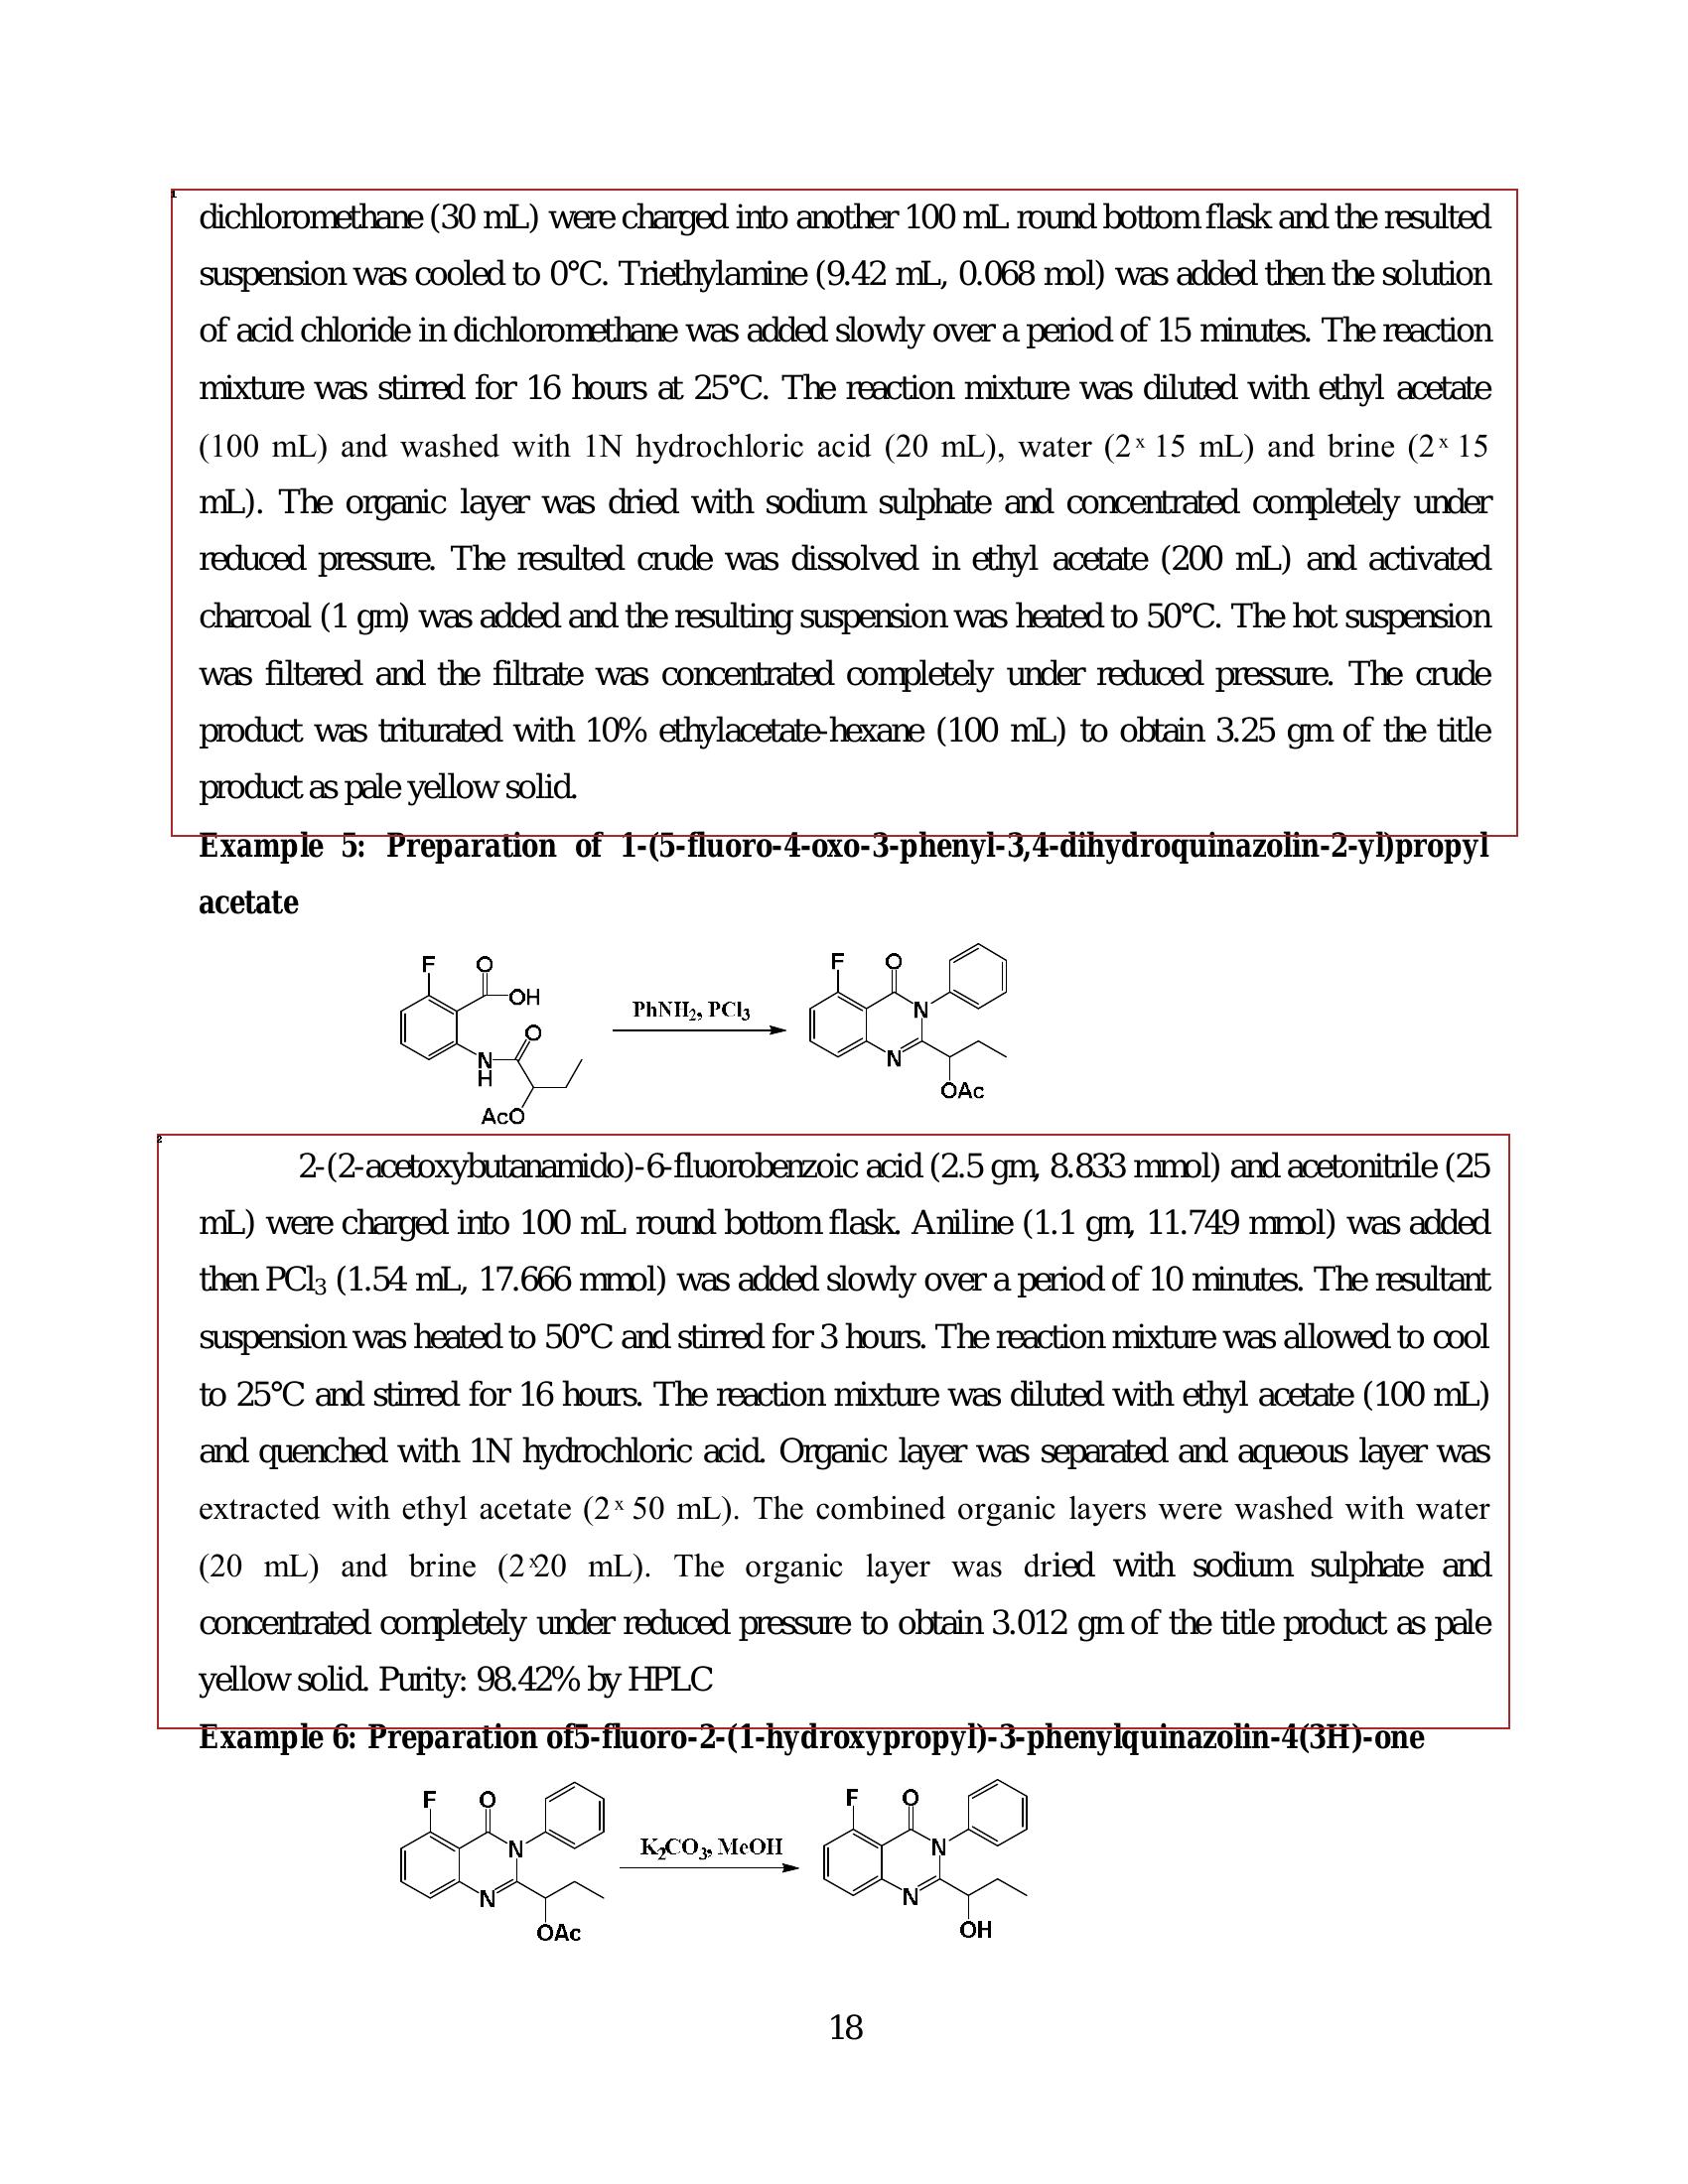 1
dichloromethane (30 mL) were charged into another 100 mL round bottom flask and the resulted
suspension was cooled to 0°C. Triethylamine (9.42 mL, 0.068 mol) was added then the solution
of acid chloride in dichloromethane was added slowly over a period of 15 minutes. The reaction
mixture was stirred for 16 hours at 25°C. The reaction mixture was diluted with ethyl acetate
(100 mL) and washed with 1N hydrochloric acid (20 mL), water (2 x 15 mL) and brine (2 x 15
mL). The organic layer was dried with sodium sulphate and concentrated completely under
reduced pressure. The resulted crude was dissolved in ethyl acetate (200 mL) and activated
charcoal (1 gm) was added and the resulting suspension was heated to 50°C. The hot suspension
was filtered and the filtrate was concentrated completely under reduced pressure. The crude
product was triturated with 10% ethylacetate-hexane (100 mL) to obtain 3.25 gm of the title
product as pale yellow solid.
Example 5: Preparation of 1-(5-fluoro-4-oxo-3-phenyl-3,4-dihydroquinazolin-2-yl)propyl
acetate
F O OH O N H AcO
PhNH2, PCl3
F O N N OAc
2
2-(2-acetoxybutanamido)-6-fluorobenzoic acid (2.5 gm, 8.833 mmol) and acetonitrile (25
mL) were charged into 100 mL round bottom flask. Aniline (1.1 gm, 11.749 mmol) was added
then PCl3 (1.54 mL, 17.666 mmol) was added slowly over a period of 10 minutes. The resultant
suspension was heated to 50°C and stirred for 3 hours. The reaction mixture was allowed to cool
to 25°C and stirred for 16 hours. The reaction mixture was diluted with ethyl acetate (100 mL)
and quenched with 1N hydrochloric acid. Organic layer was separated and aqueous layer was
extracted with ethyl acetate (2 x 50 mL). The combined organic layers were washed with water
(20 mL) and brine (2 x20 mL). The organic layer was dried with sodium sulphate and
concentrated completely under reduced pressure to obtain 3.012 gm of the title product as pale
yellow solid. Purity: 98.42% by HPLC
Example 6: Preparation of5-fluoro-2-(1-hydroxypropyl)-3-phenylquinazolin-4(3H)-one
F O N N OAc
K2CO3, MeOH
F O N N OH
18